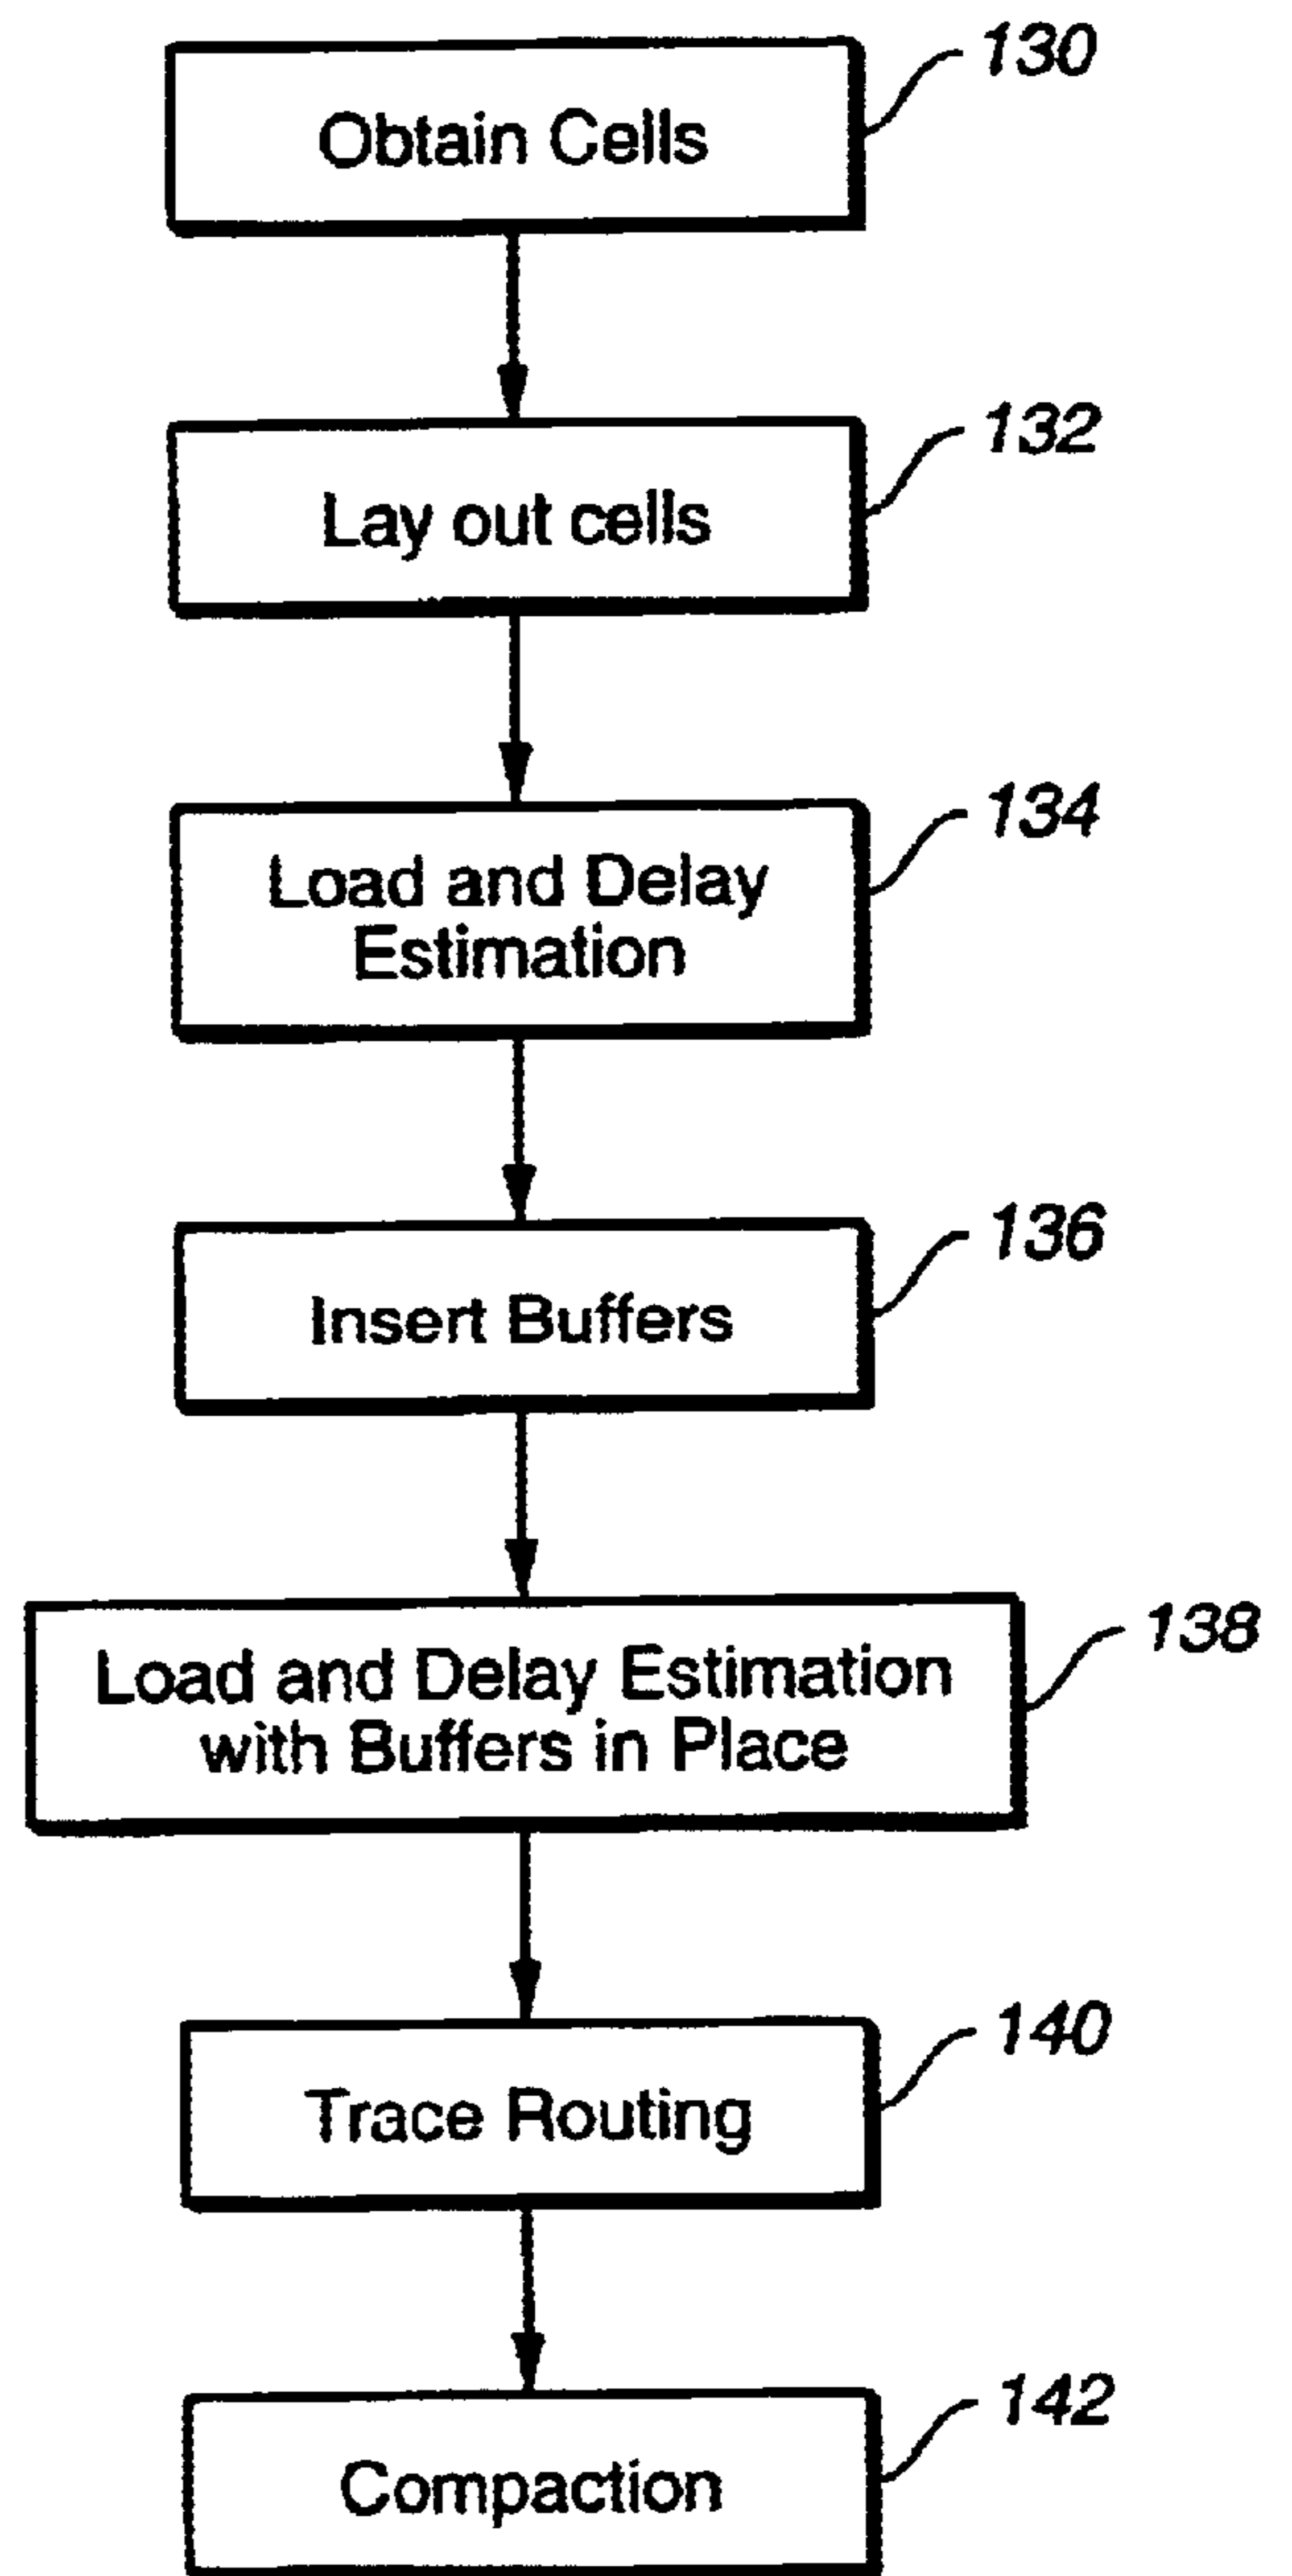 130
Obtain Cells
132
Lay out cells
134
Load and Delay
Estimation
136
Insert Buffers
138
Load and Delay Estimation
with Buffers in Place
140
Trace Routing
142
Compaction